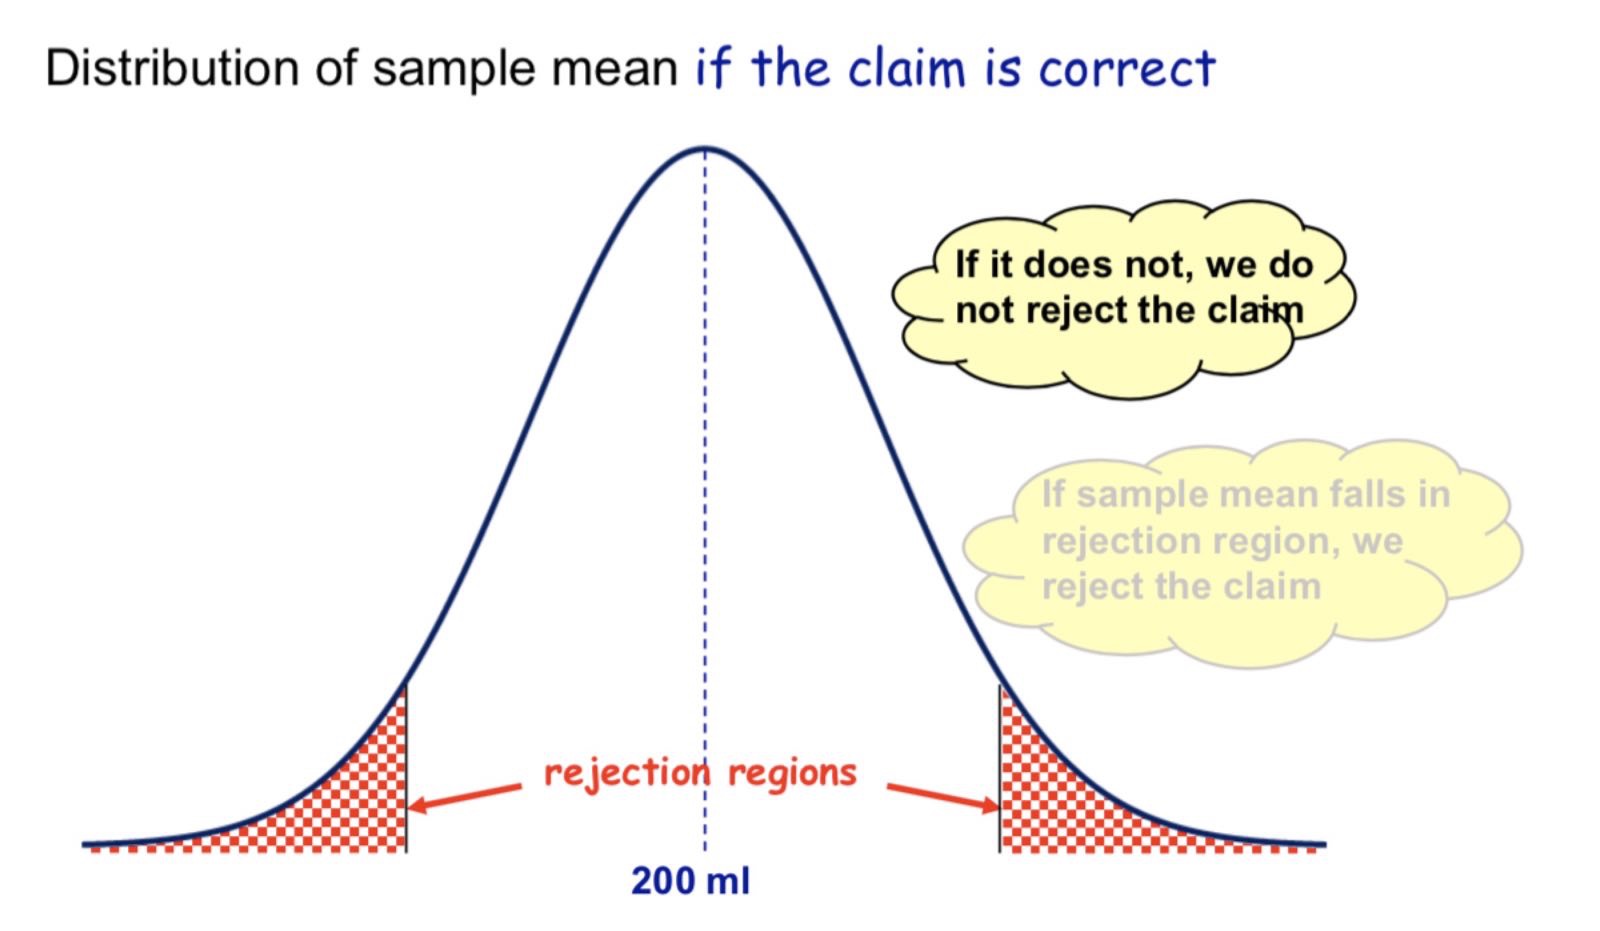 Distribution of sample mean if the claim is correct
If it does not, we do
not reject the claim
If sample mean falls in
rejection region, we
reject the claim
rejection regions
200 ml